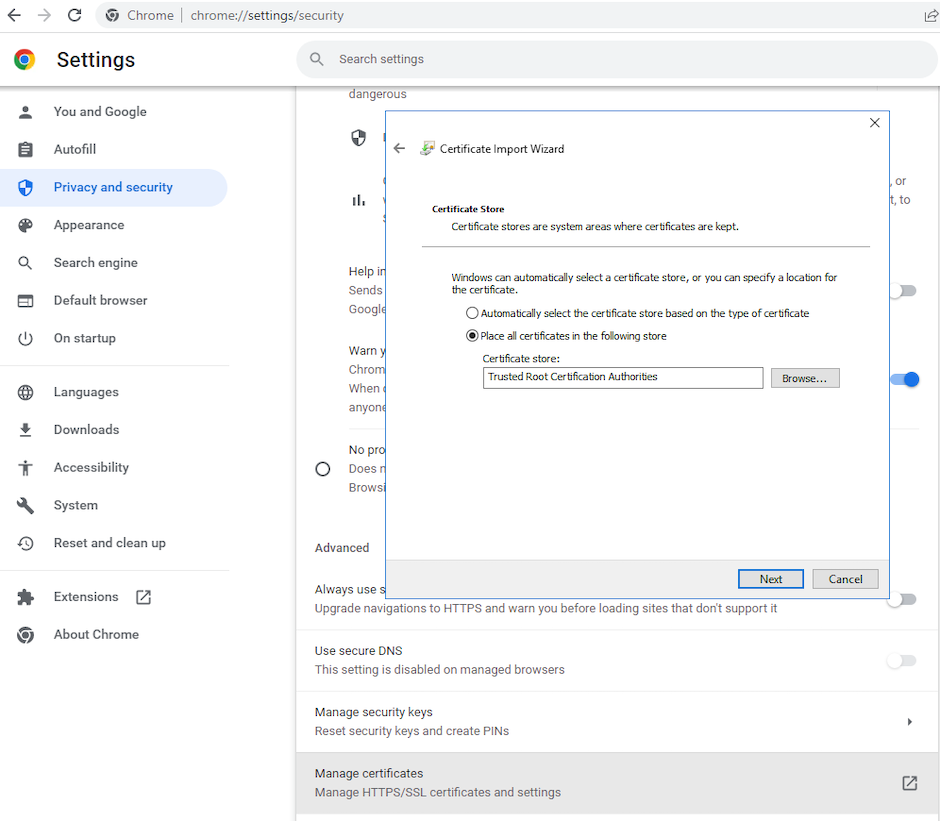 Chrome | chrome://settings/security
Settings
Search settings
You and Google
Autofill
Privacy and security
Appearance
Search engine
Default browser
On startup
Languages
Downloads
Accessibility
System
Reset and clean up
Extensions
About Chrome
dangerous
, or
t, to
Help in
Sends
Google
Warn y
Chrom
When
anyone
No pro
Does n
Browsi
Certificate Import Wizard
Certificate Store
Certificate stores are system areas where certificates are kept.
Windows can automatically select a certificate store, or you can specify a location for
the certificate.
Automatically select the certificate store based on the type of certificate
Place all certificates in the following store
Certificate store:
Trusted Root Certification Authorities
Browse...
Next
Cancel
Advanced
Always use s
Upgrade navigations to HTTPS and warn you before loading sites that don't support it
Use secure DNS
This setting is disabled on managed browsers
Manage security keys
Reset security keys and create PINs
Manage certificates
Manage HTTPS/SSL certificates and settings